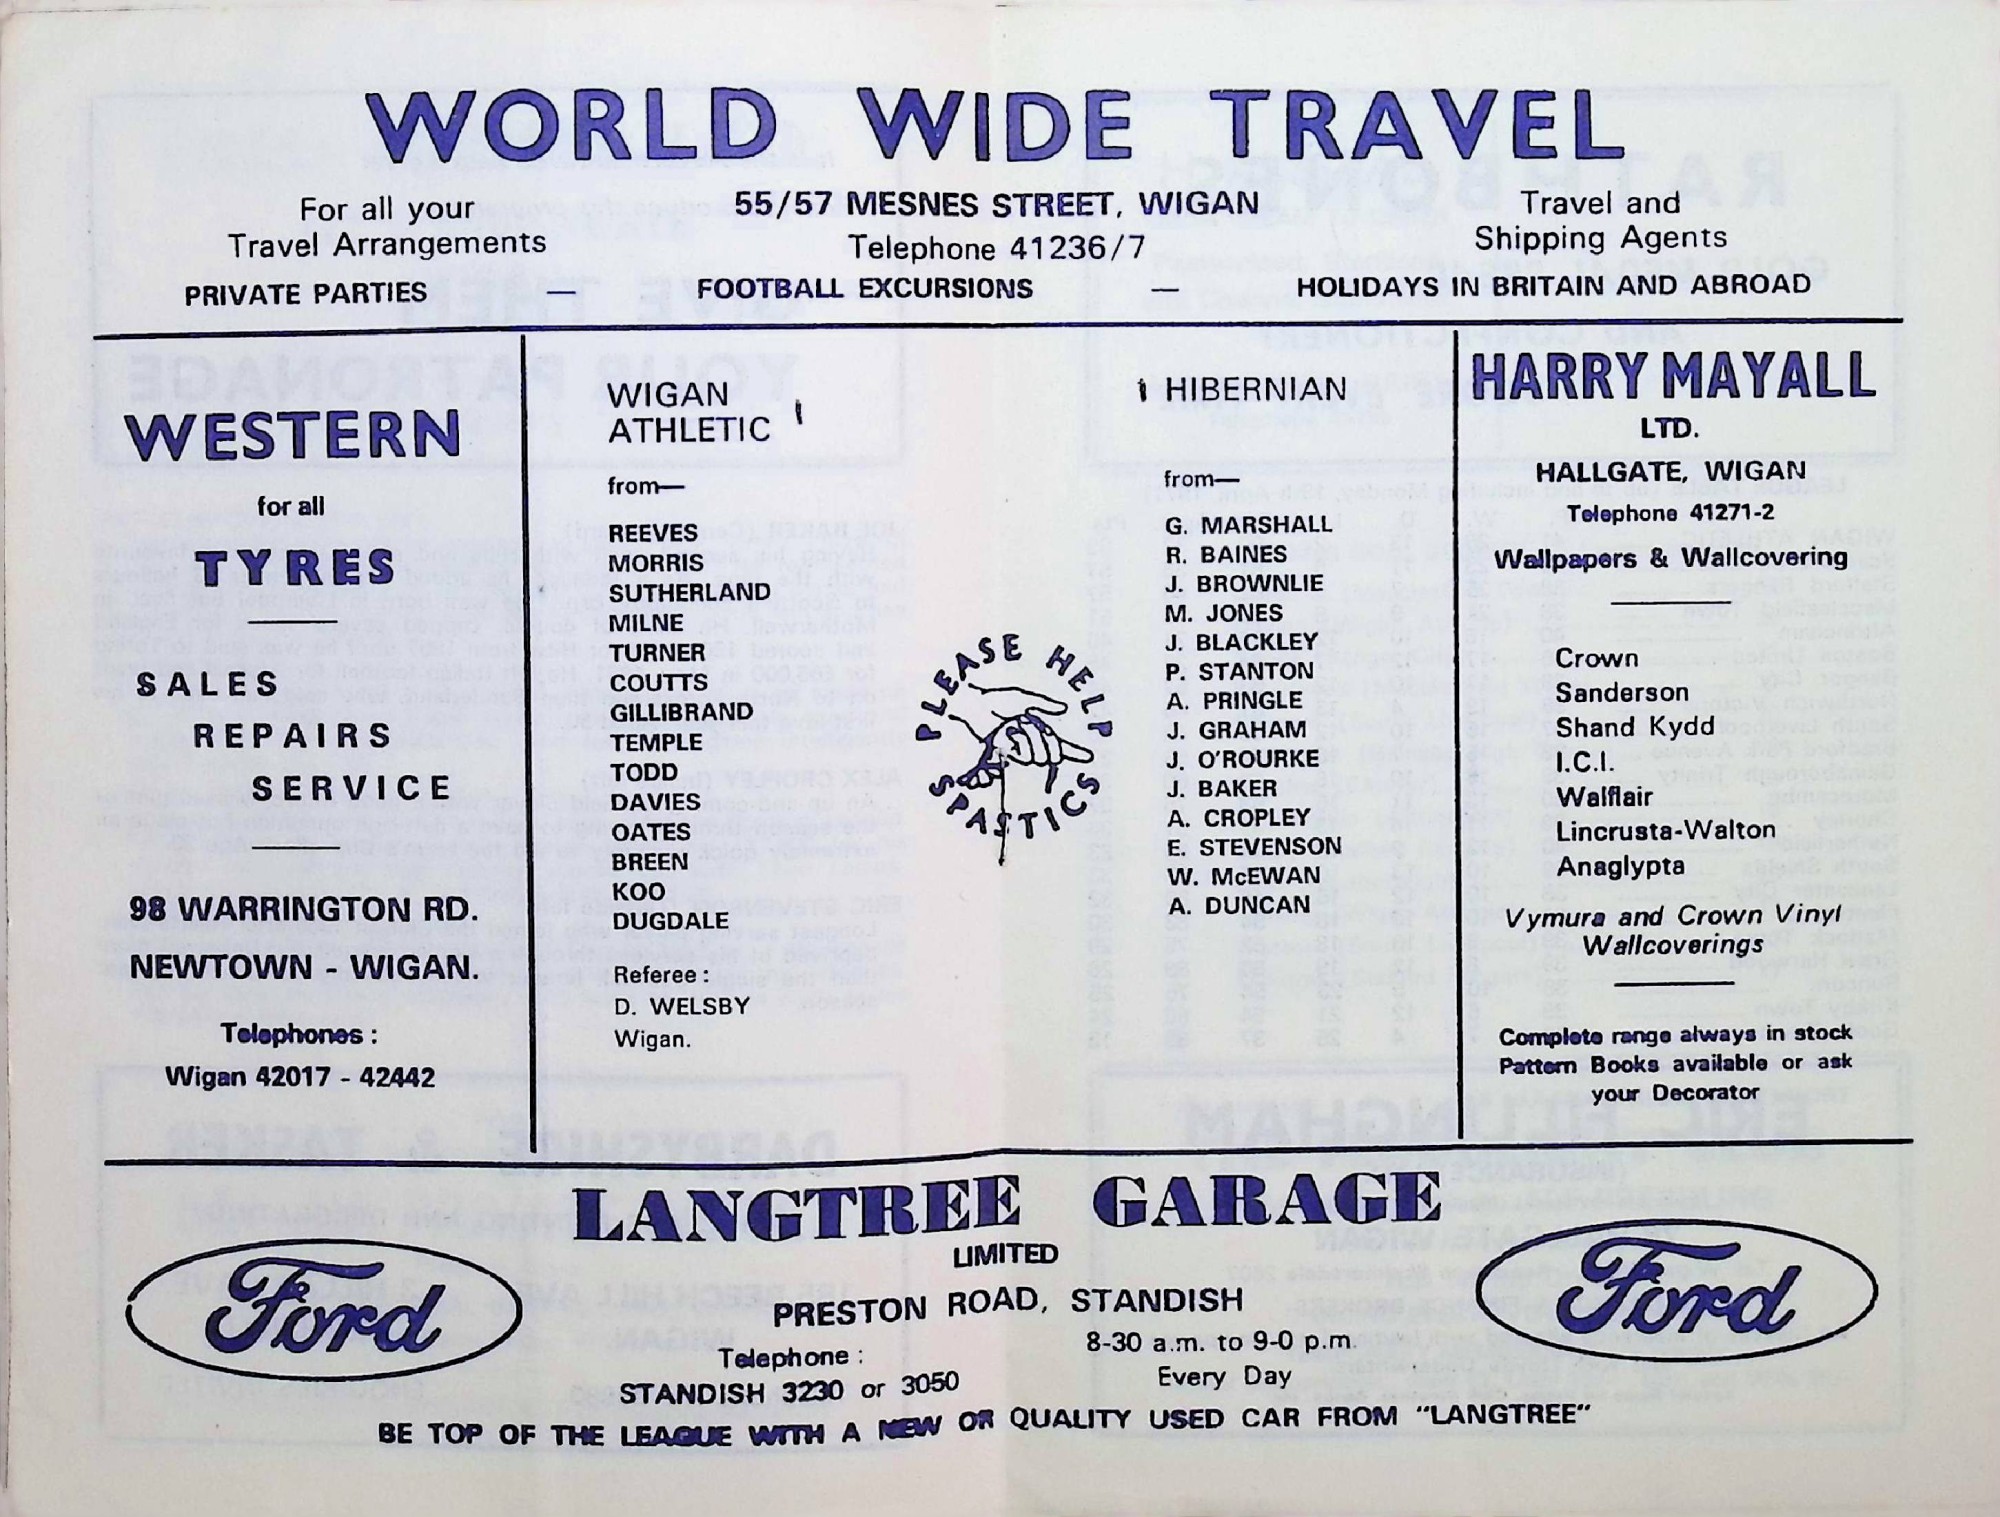 WORLD WIDE TRAVEL
For all your
Travel Arrangements
55/57 MESNES STREET, WIGAN
Telephone 41236/7
Travel and
Shipping Agents
PRIVATE PARTIES — FOOTBALL EXCURSIONS — HOLIDAYS IN BRITAIN AND ABROAD
WESTERN
for all
TYRES
SALES
REPAIRS
SERVICE
98 WARRINGTON RD.
NEWTOWN - WIGAN.
Telephones :
Wigan 42017 - 42442
WIGAN
ATHLETIC
from—
REEVES
MORRIS
SUTHERLAND
MILNE
TURNER
COUTTS
GILLIBRAND
TEMPLE
TODD
DAVIES
OATES
BREEN
KOO
DUGDALE
Referee :
D. WELSBY
Wigan.
PLEASE HELP
SPASTICS
HIBERNIAN
from—
G. MARSHALL
R. BAINES
J. BROWNLIE
M. JONES
J. BLACKLEY
P. STANTON
A. PRINGLE
J. GRAHAM
J. O'ROURKE
J. BAKER
A. CROPLEY
E. STEVENSON
W. McEWAN
A. DUNCAN
HARRY MAYALL
LTD.
HALLGATE, WIGAN
Telephone 41271-2
Wallpapers & Wallcovering
Crown
Sanderson
Shand Kydd
I.C.I.
Walflair
Lincrusta-Walton
Anaglypta
Vymura and Crown Vinyl
Wallcoverings
Complete range always in stock
Pattern Books available or ask
your Decorator
LANGTREE GARAGE
LIMITED
Ford
PRESTON ROAD, STANDISH
Telephone :
STANDISH 3230 or 3050
8-30 a.m. to 9-0 p.m.
Every Day
Ford
BE TOP OF THE LEAGUE WITH A NEW OR QUALITY USED CAR FROM "LANGTREE"